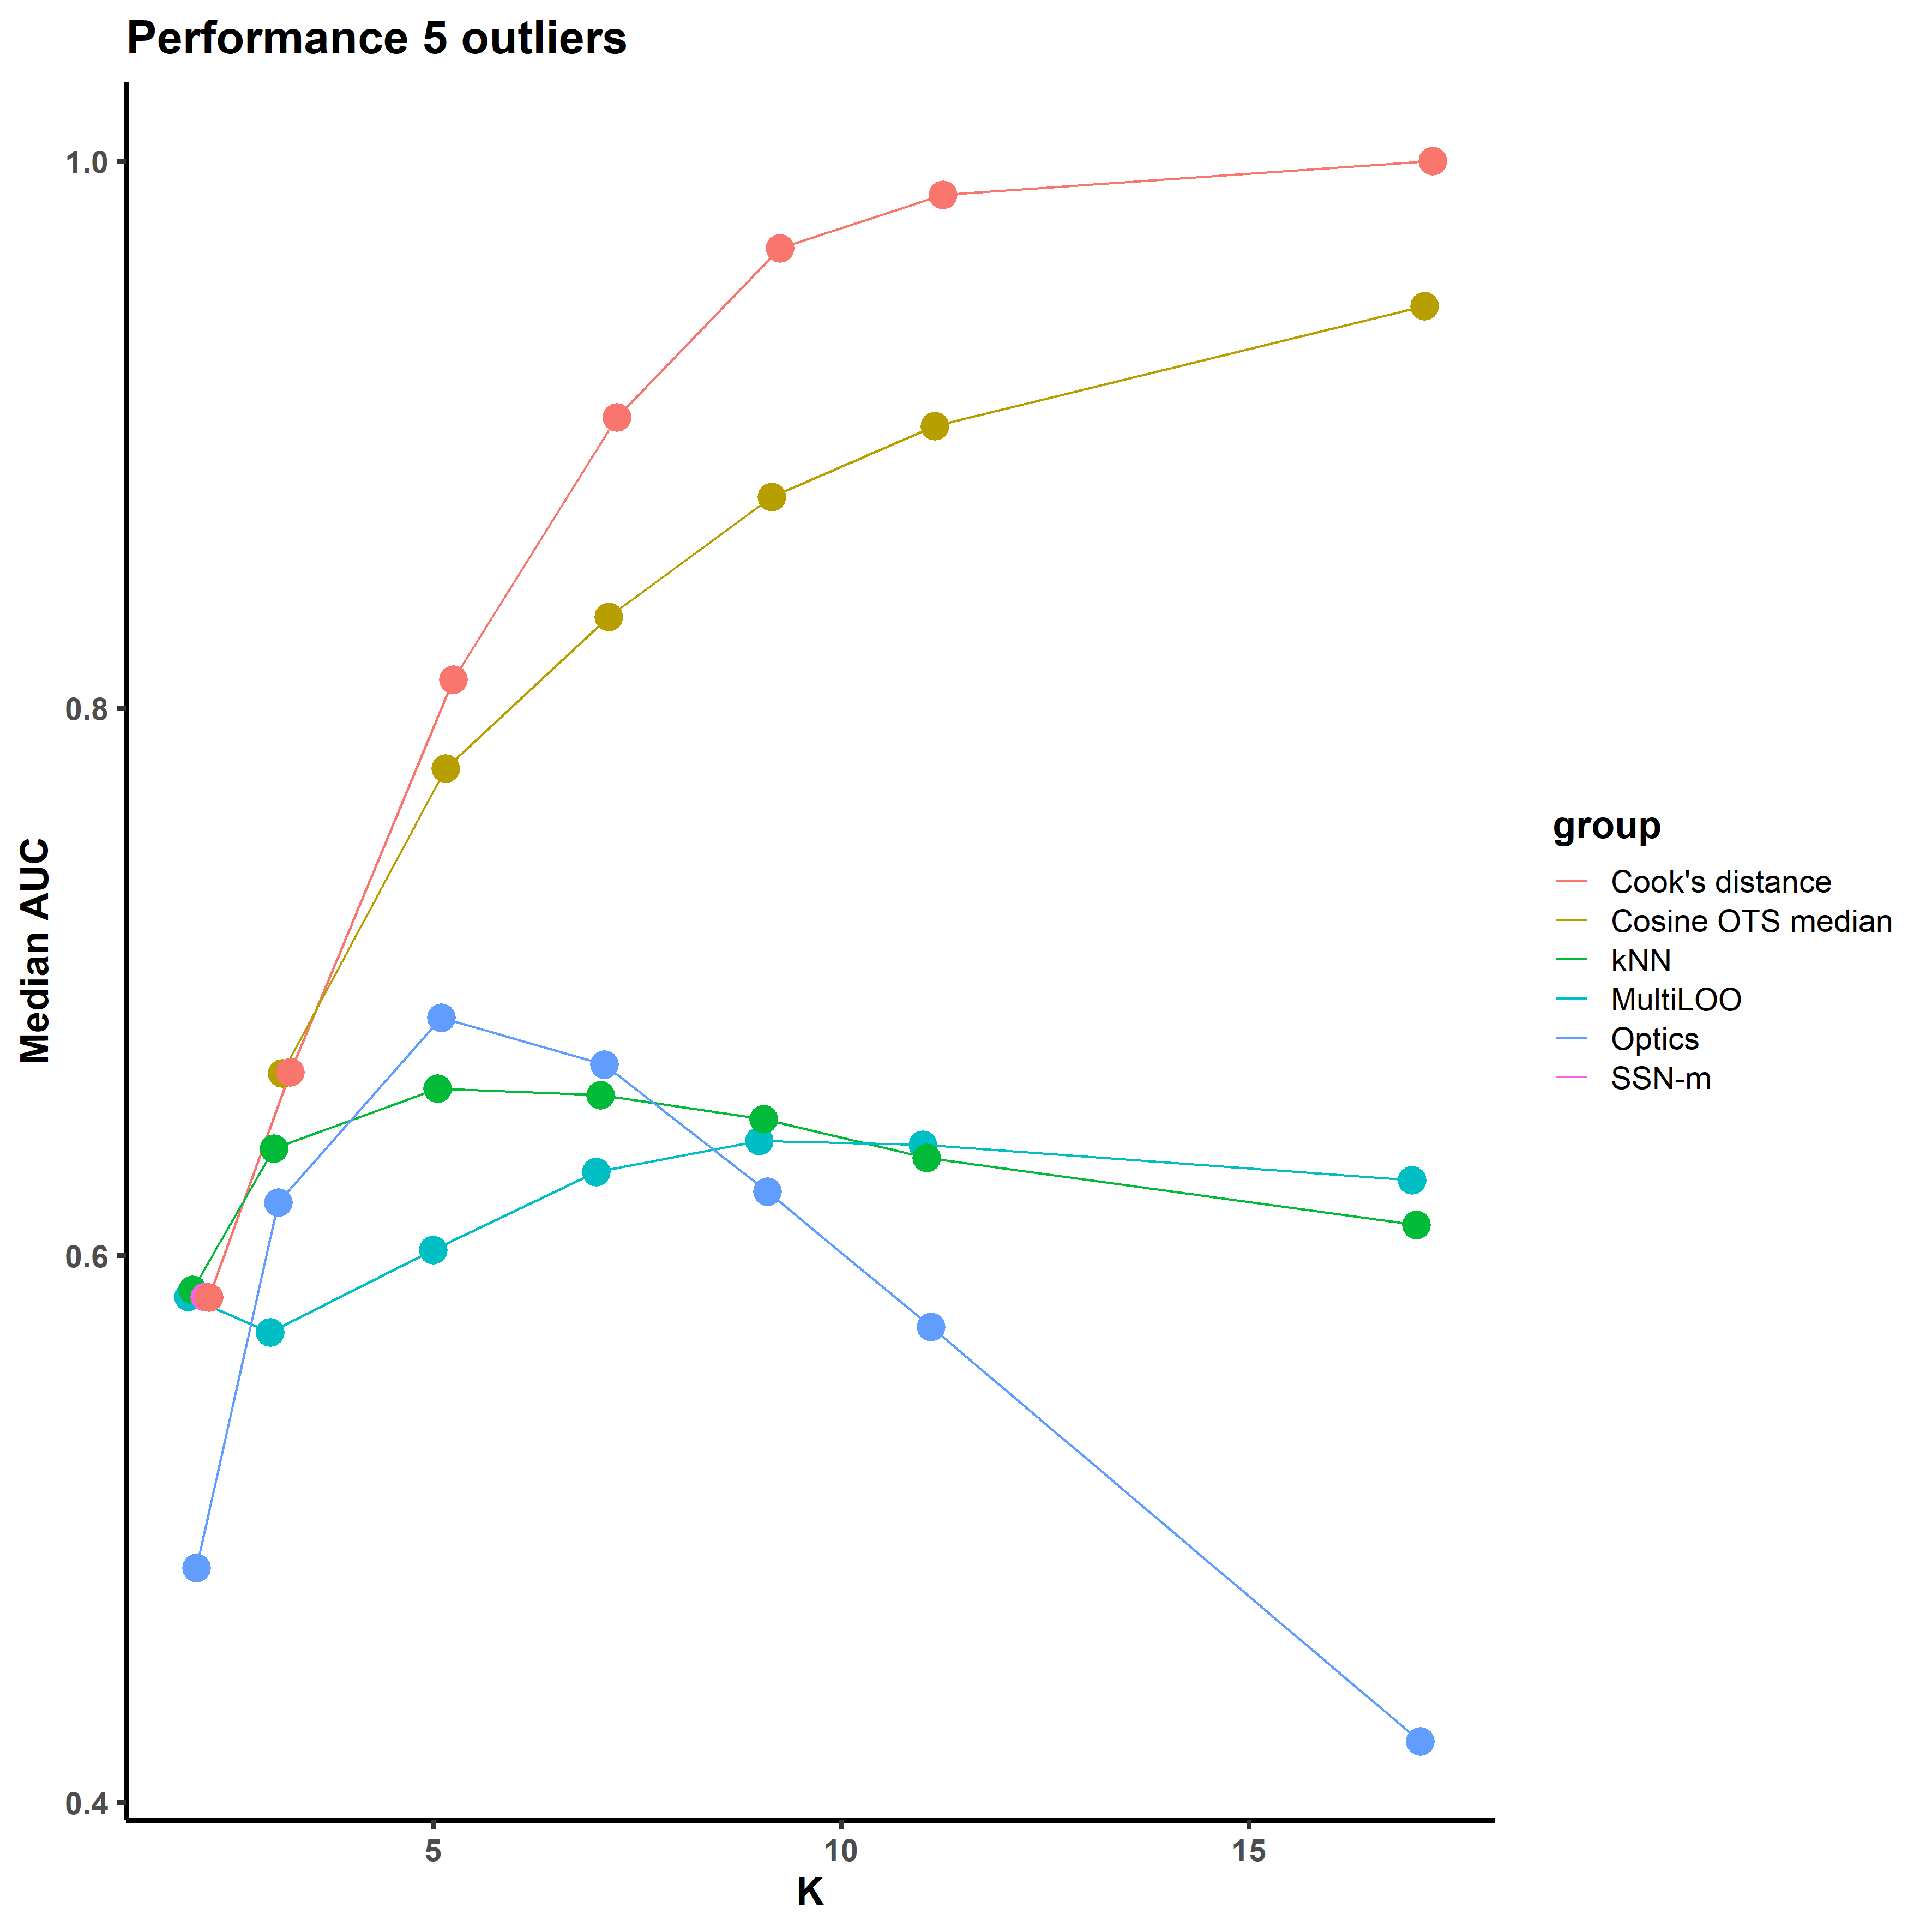 Performance 5 outliers
1.0
0.8
0.6
0.4
Median AUC
5
10
15
K
group
Cook's distance
Cosine OTS median
kNN
MultiLOO
Optics
SSN-m